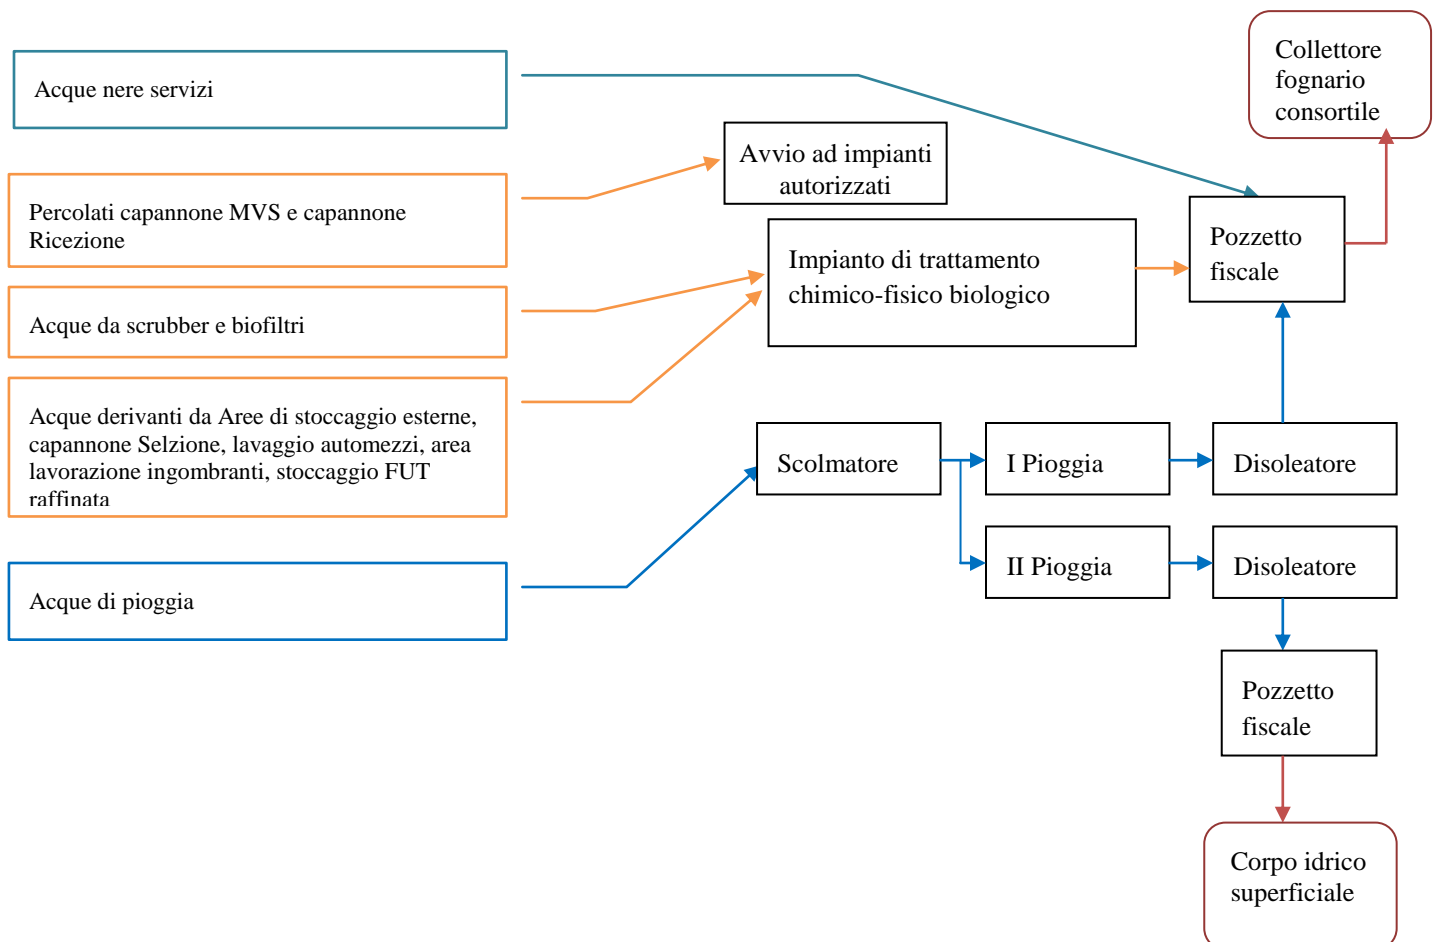 Collettore
fognario
consortile
Acque nere servizi
Avvio ad impianti
autorizzati
Percolati capannone MVS e capannone
Ricezione
Pozzetto
fiscale
Impianto di trattamento
chimico-fisico biologico
Acque da scrubber e biofiltri
Acque derivanti da Aree di stoccaggio esterne,
capannone Selzione, lavaggio automezzi, area
lavorazione ingombranti, stoccaggio FUT
raffinata
Scolmatore
I Pioggia
Disoleatore
II Pioggia
Disoleatore
Acque di pioggia
Pozzetto
fiscale
Corpo idrico
superficiale